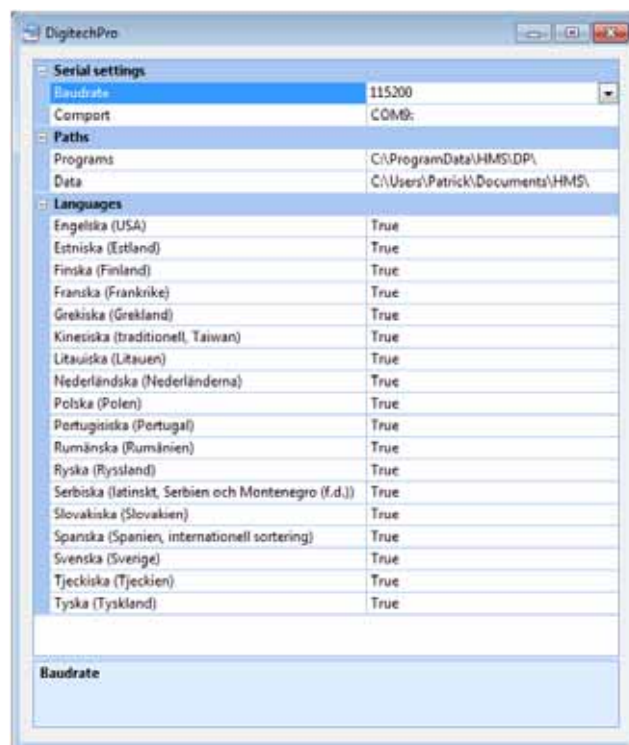 DigitechPro
Serial settings
Baudrate 115200
Comport COM9:
Paths
Programs C:\ProgramData\HMS\DP\
Data C:\Users\Patrick\Documents\HMS\
Languages
Engelska (USA) True
Estniska (Estland) True
Finska (Finland) True
Franska (Frankrike) True
Grekiska (Grekland) True
Kinesiska (traditionell, Taiwan) True
Litauiska (Litauen) True
Nederländska (Nederländerna) True
Polska (Polen) True
Portugisiska (Portugal) True
Rumänska (Rumänien) True
Ryska (Ryssland) True
Serbiska (latinskt, Serbien och Montenegro (f.d.)) True
Slovakiska (Slovakien) True
Spanska (Spanien, internationell sortering) True
Svenska (Sverige) True
Tjeckiska (Tjeckien) True
Tyska (Tyskland) True
Baudrate